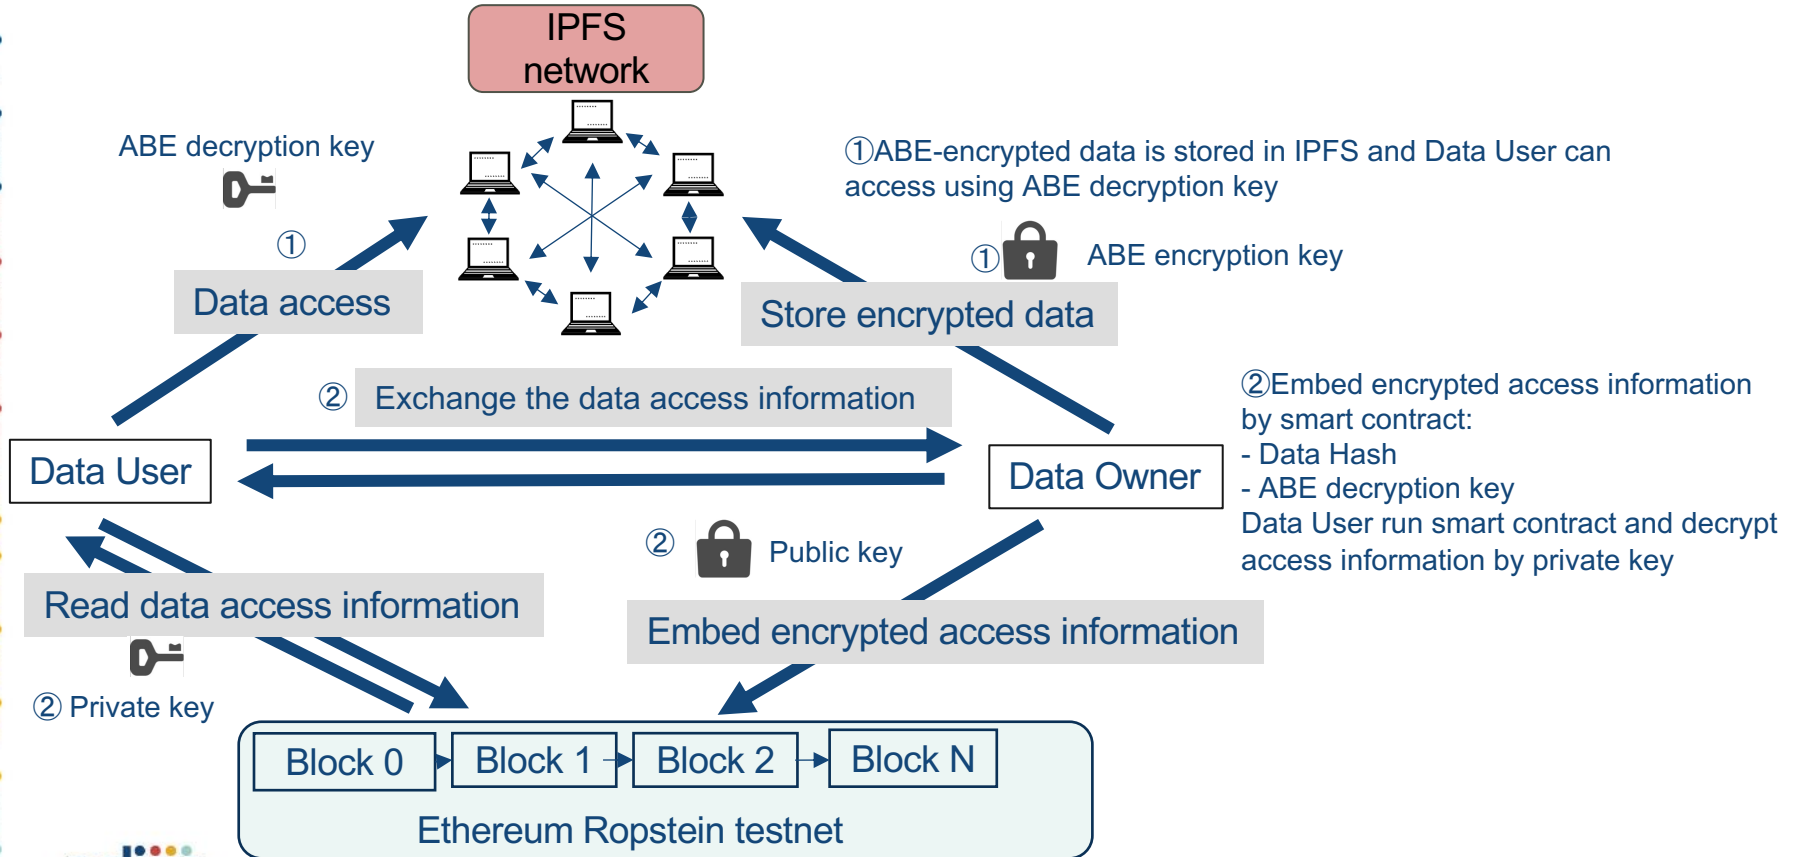 IPFS
network
ABE decryption key
①ABE-encrypted data is stored in IPFS and Data User can
access using ABE decryption key
①
① ABE encryption key
Data access
Store encrypted data
② Exchange the data access information
②Embed encrypted access information
by smart contract:
- Data Hash
- ABE decryption key
Data User run smart contract and decrypt
access information by private key
Data User
Data Owner
② Public key
Read data access information
Embed encrypted access information
② Private key
Block 0
Block 1
Block 2
Block N
Ethereum Ropstein testnet